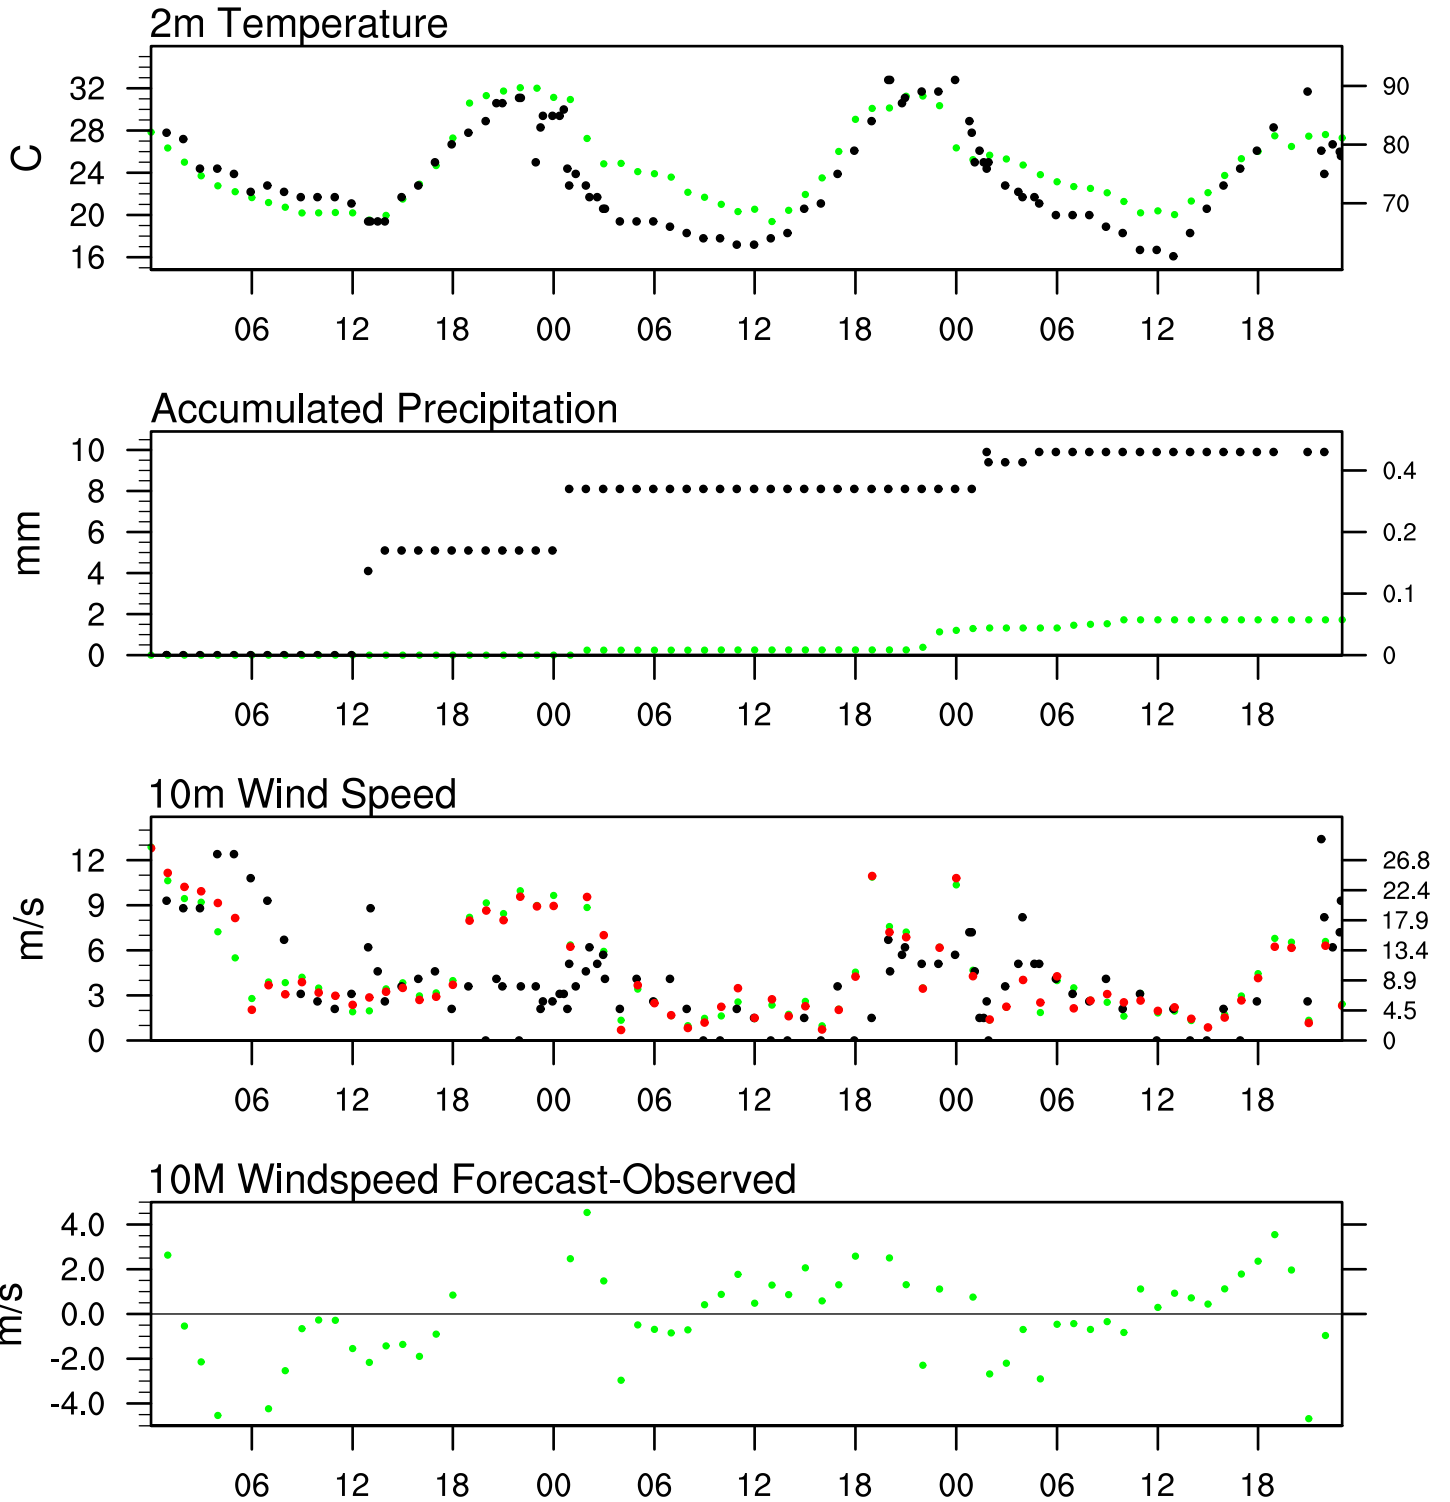 2m Temperature
C
32
28
24
20
16
90
80
70
06 12 18 00 06 12 18 00 06 12 18
Accumulated Precipitation
mm
10
8
6
4
2
0
0.4
0.2
0.1
0
06 12 18 00 06 12 18 00 06 12 18
10m Wind Speed
m/s
12
9
6
3
0
26.8
22.4
17.9
13.4
8.9
4.5
0
06 12 18 00 06 12 18 00 06 12 18
10M Windspeed Forecast-Observed
m/s
4.0
2.0
0.0
-2.0
-4.0
06 12 18 00 06 12 18 00 06 12 18